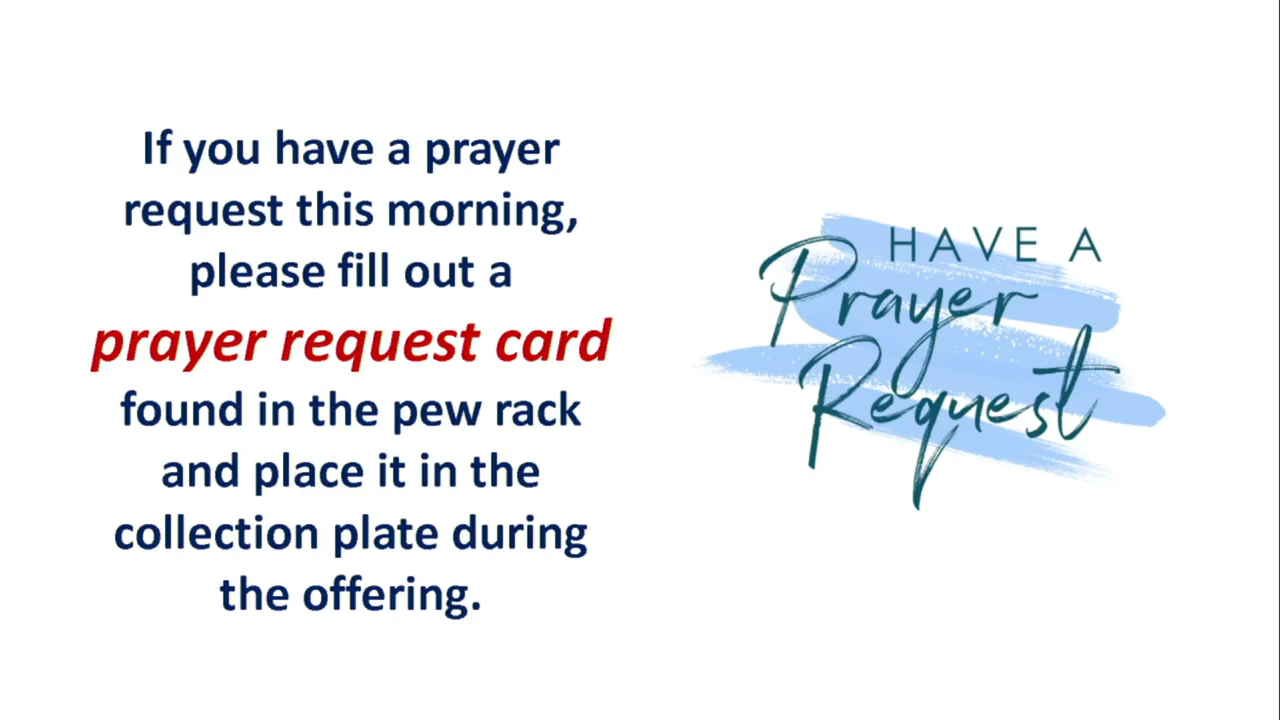 If you have a prayer
request this morning,
please fill out a
prayer request card
found in the pew rack
and place it in the
collection plate during
the offering.
HAVE A
Prayer
Request